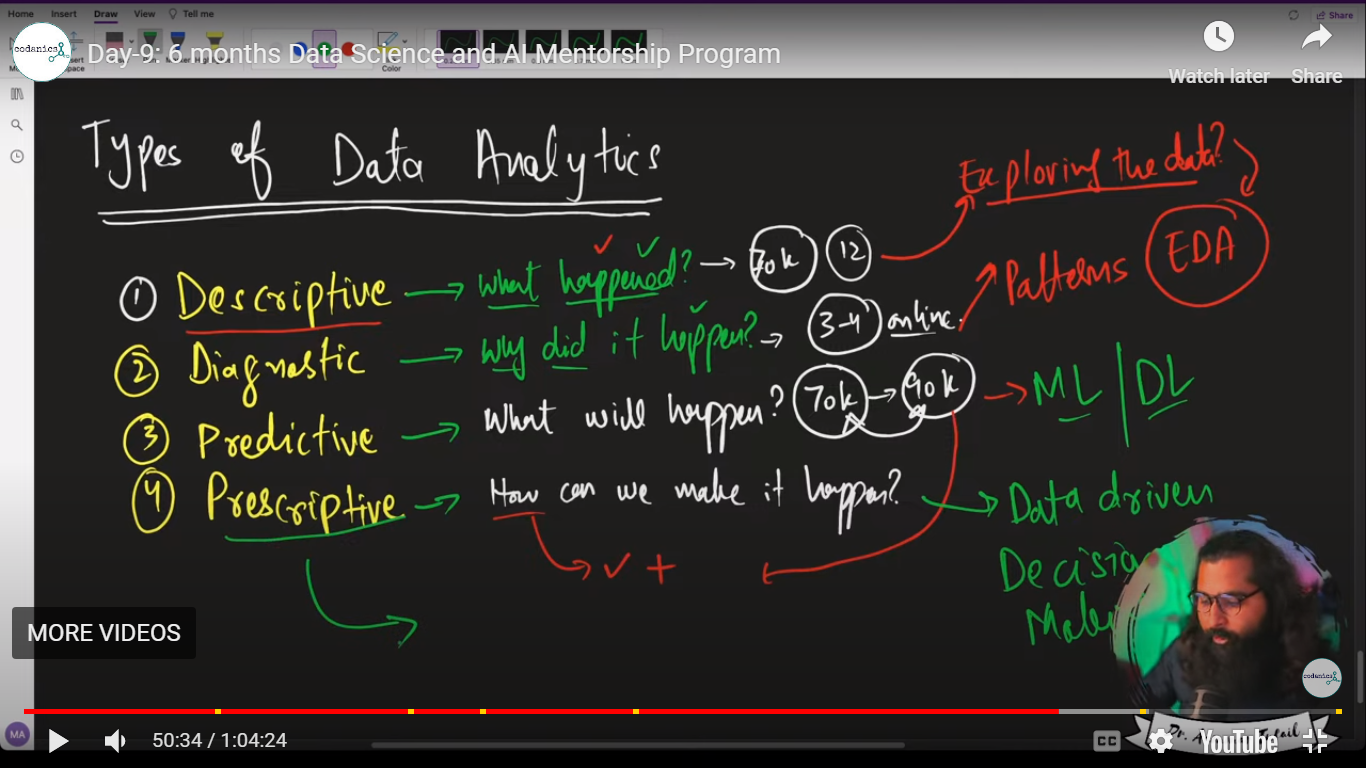 Home Insert Draw View Tell me Share
codanics
Day-9: 6 months Data Science and AI Mentorship Program
Watch later Share
Color
Types of Data Analytics
Exploring the data?
EDA
① Descriptive → What happened? → 70k 12
Patterns
② Diagnostic → Why did it happen? → 3-4 online.
③ Predictive → What will happen? 70k → 90k → ML | DL
④ Prescriptive → How can we make it happen? → Data driven
✓ +
MORE VIDEOS
codanics
MA
50:34 / 1:04:24
CC
YouTube